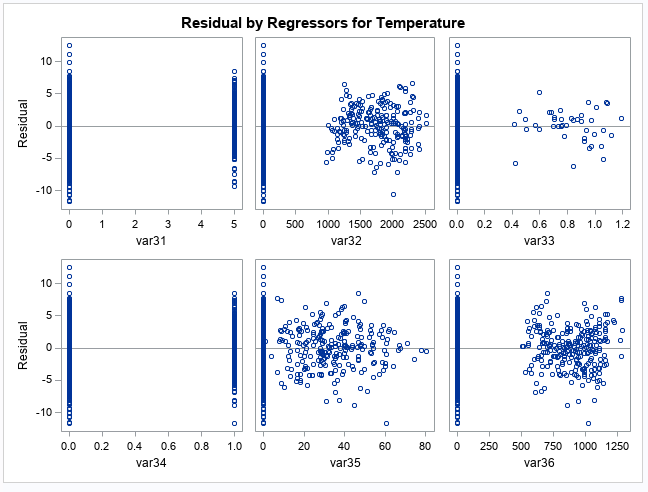 Residual by Regressors for Temperature
Residual
10
5
0
-5
-10
0 1 2 3 4 5
var31
0 500 1000 1500 2000 2500
var32
0.0 0.2 0.4 0.6 0.8 1.0 1.2
var33
Residual
10
5
0
-5
-10
0.0 0.2 0.4 0.6 0.8 1.0
var34
0 20 40 60 80
var35
0 250 500 750 1000 1250
var36